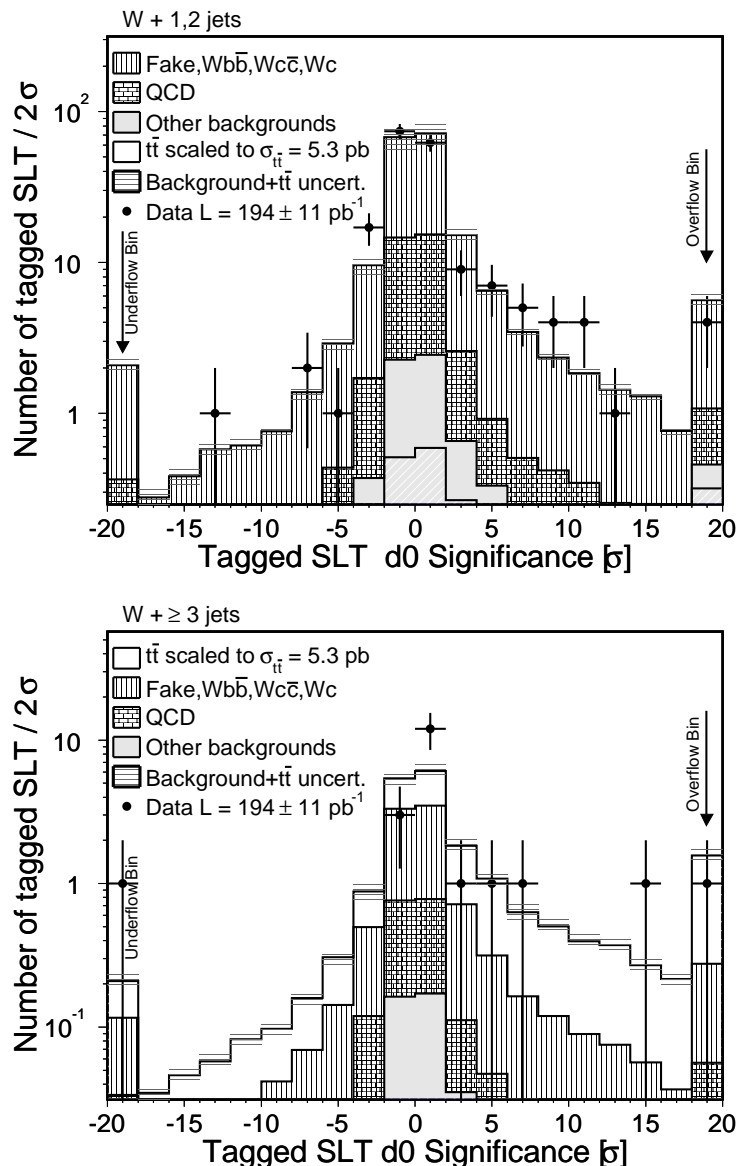 W + 1,2 jets
Number of tagged SLT / 2σ
Fake,Wbb̅,Wcc̅,Wc
QCD
Other backgrounds
tt̅ scaled to σtt̅ = 5.3 pb
Background+tt̅ uncert.
Data L = 194 ± 11 pb⁻¹
Underflow Bin
Overflow Bin
10²
10
1
-20 -15 -10 -5 0 5 10 15 20
Tagged SLT d0 Significance [σ]
W + ≥ 3 jets
Number of tagged SLT / 2σ
tt̅ scaled to σtt̅ = 5.3 pb
Fake,Wbb̅,Wcc̅,Wc
QCD
Other backgrounds
Background+tt̅ uncert.
Data L = 194 ± 11 pb⁻¹
Underflow Bin
Overflow Bin
10
1
10⁻¹
-20 -15 -10 -5 0 5 10 15 20
Tagged SLT d0 Significance [σ]